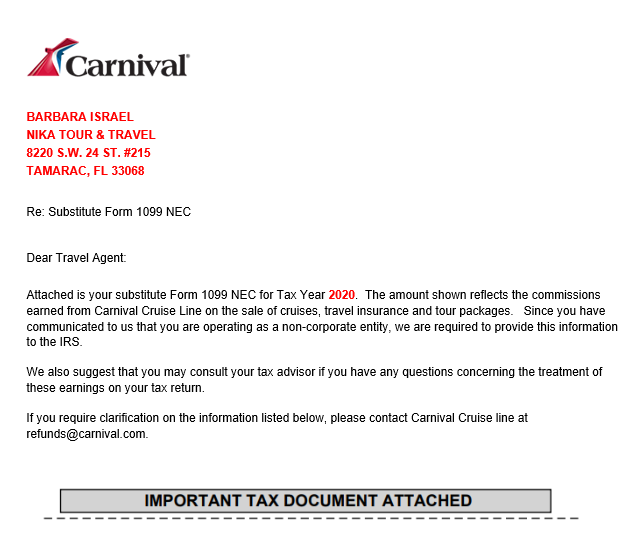 Carnival
BARBARA ISRAEL
NIKA TOUR & TRAVEL
8220 S.W. 24 ST. #215
TAMARAC, FL 33068
Re: Substitute Form 1099 NEC
Dear Travel Agent:
Attached is your substitute Form 1099 NEC for Tax Year 2020. The amount shown reflects the commissions
earned from Carnival Cruise Line on the sale of cruises, travel insurance and tour packages. Since you have
communicated to us that you are operating as a non-corporate entity, we are required to provide this information
to the IRS.
We also suggest that you may consult your tax advisor if you have any questions concerning the treatment of
these earnings on your tax return.
If you require clarification on the information listed below, please contact Carnival Cruise line at
refunds@carnival.com.
IMPORTANT TAX DOCUMENT ATTACHED